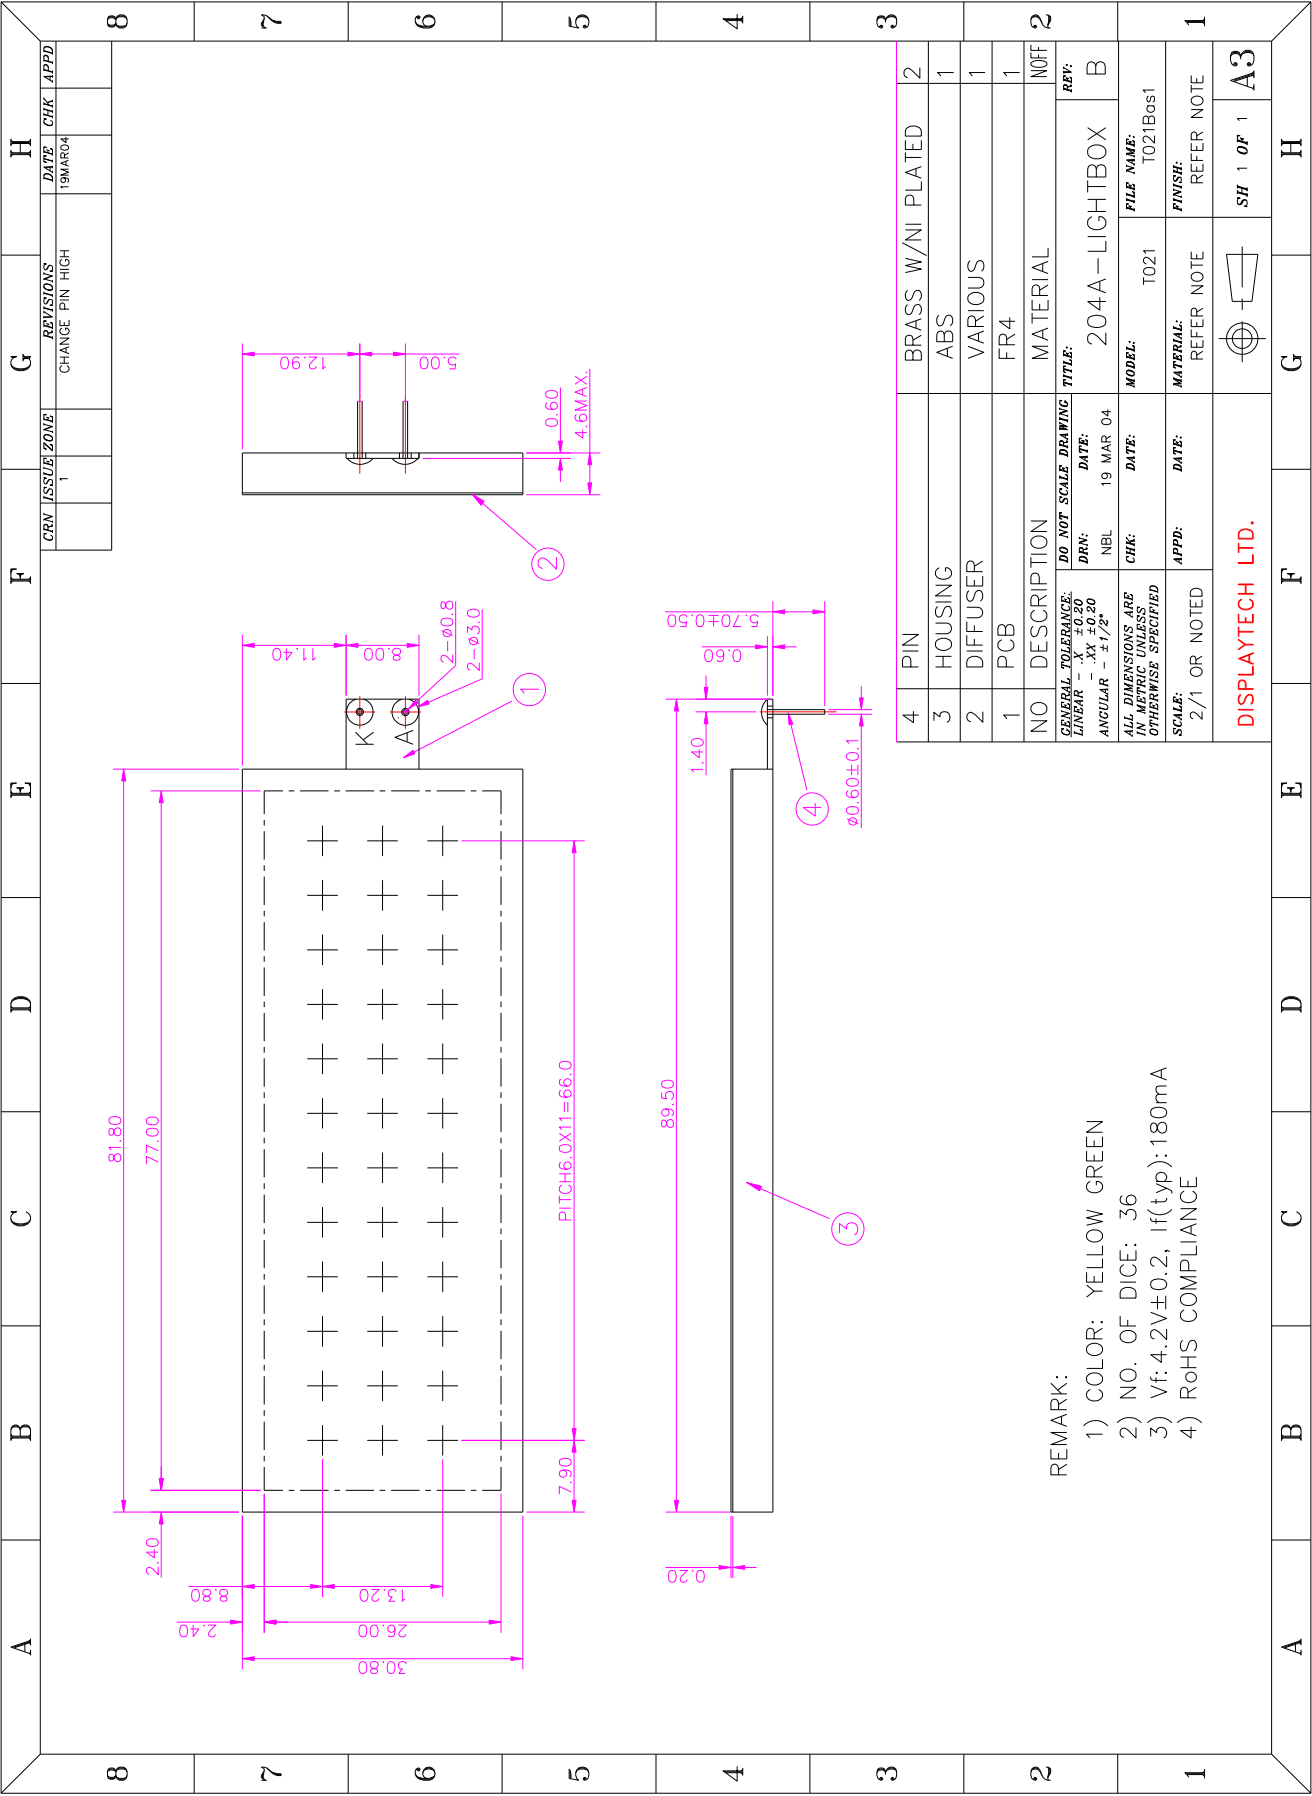 A B C D E F G H
8 7 6 5 4 3 2 1
CRN ISSUE ZONE REVISIONS DATE CHK APPD
1 CHANGE PIN HIGH 19MAR04
81.80
77.00
2.40
8.80
2.40
13.20
26.00
30.80
7.90
PITCH6.0X11=66.0
K
A
11.40
8.00
2-ø0.8
2-ø3.0
1
12.90
5.00
0.60
4.6MAX.
2
89.50
1.40
0.20
0.60
5.70±0.50
ø0.60±0.1
3
4
REMARK:
1) COLOR: YELLOW GREEN
2) NO. OF DICE: 36
3) Vf:4.2V±0.2, If(typ):180mA
4) RoHS COMPLIANCE
4 PIN BRASS W/NI PLATED 2
3 HOUSING ABS 1
2 DIFFUSER VARIOUS 1
1 PCB FR4 1
NO DESCRIPTION MATERIAL NOFF
GENERAL TOLERANCE:
LINEAR - .X ±0.20
- .XX ±0.20
ANGULAR - ±1/2°
DO NOT SCALE DRAWING
DRN: DATE:
NBL 19 MAR 04
TITLE:
204A-LIGHTBOX
REV:
B
ALL DIMENSIONS ARE
IN METRIC UNLESS
OTHERWISE SPECIFIED
CHK: DATE:
MODEL:
T021
FILE NAME:
T021Bas1
SCALE:
2/1 OR NOTED
APPD: DATE:
MATERIAL:
REFER NOTE
FINISH:
REFER NOTE
DISPLAYTECH LTD.
SH 1 OF 1
A3
8 7 6 5 4 3 2 1
A B C D E F G H